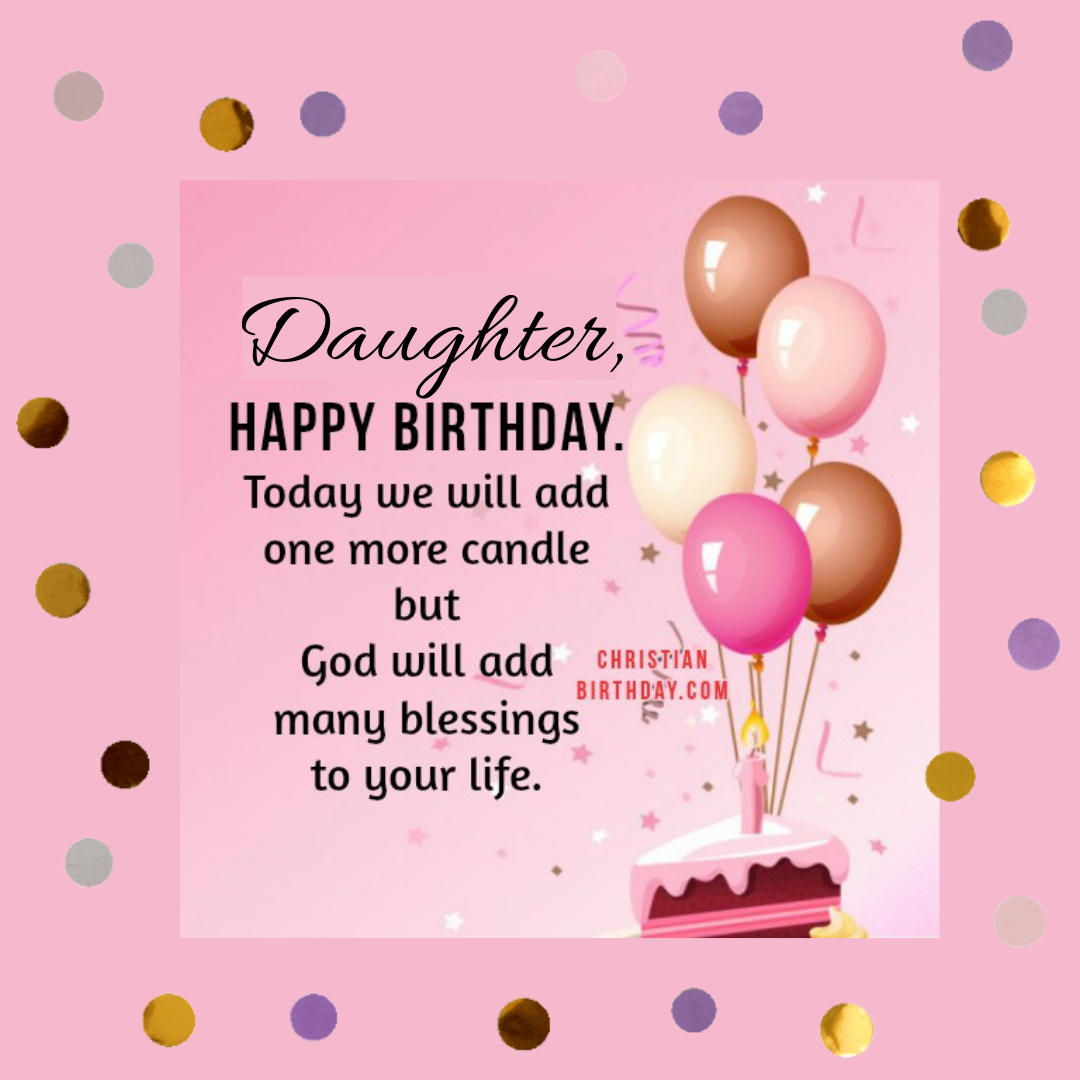 Daughter,
HAPPY BIRTHDAY.
Today we will add
one more candle
but
God will add
many blessings
to your life.
CHRISTIAN
BIRTHDAY.COM